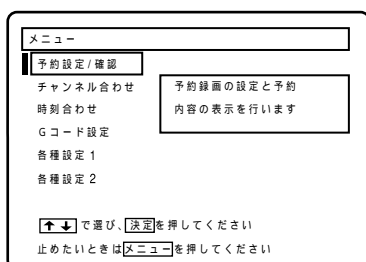 メニュー
予約設定/確認
チャンネル合わせ
時刻合わせ
Gコード設定
各種設定1
各種設定2
予約録画の設定と予約
内容の表示を行います
↑↓で選び、決定を押してください
止めたいときはメニューを押してください